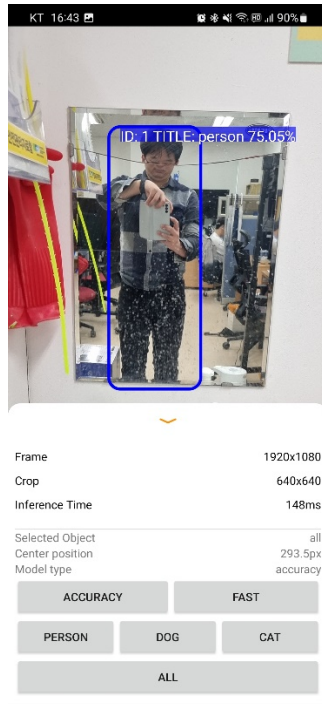 KT 16:43 90%
ID: 1 TITLE: person 75.05%
Frame 1920x1080
Crop 640x640
Inference Time 148ms
Selected Object all
Center position 293.5px
Model type accuracy
ACCURACY FAST
PERSON DOG CAT
ALL